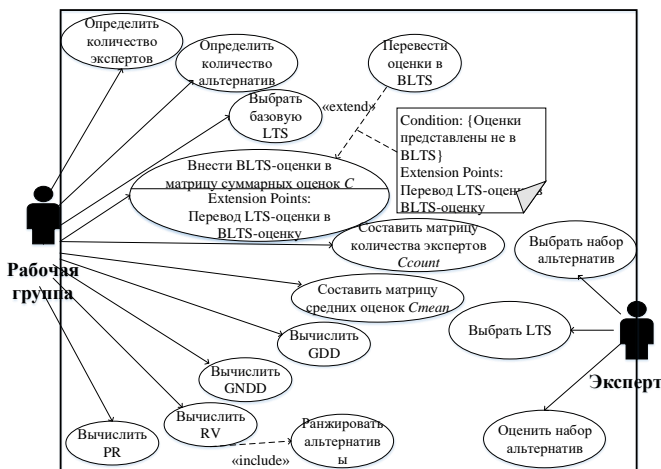 Определить
количество
экспертов
Определить
количество
альтернатив
Перевести
оценки в
BLTS
Выбрать
базовую
LTS
«extend»
Condition: {Оценки
представлены не в
BLTS}
Extension Points:
Перевод LTS-оценки в
BLTS-оценку
Внести BLTS-оценки в
матрицу суммарных оценок C
Extension Points:
Перевод LTS-оценки в
BLTS-оценку
Составить матрицу
количества экспертов
Ccount
Выбрать набор
альтернатив
Рабочая
группа
Составить матрицу
средних оценок Cmean
Выбрать LTS
Вычислить
GDD
Вычислить
GNDD
Эксперт
Вычислить
RV
Ранжировать
альтернатив
ы
Вычислить
PR
«include»
Оценить набор
альтернатив